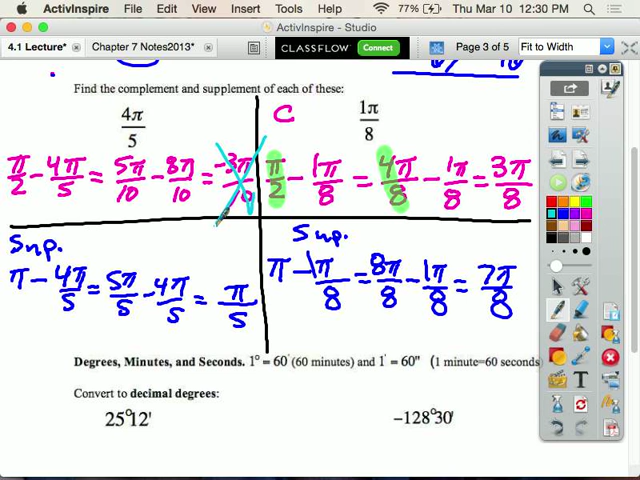 ActivInspire File Edit View Insert Tools Help 77% Thu Mar 10 12:30 PM
ActivInspire - Studio
4.1 Lecture* Chapter 7 Notes2013* CLASSFLOW Connect Page 3 of 5 Fit to Width
Find the complement and supplement of each of these:
4π/5 C 1π/8
π/2 - 4π/5 = 5π/10 - 8π/10 = -3π/10
π/2 - 1π/8 = 4π/8 - 1π/8 = 3π/8
Sup.
π - 4π/5 = 5π/5 - 4π/5 = π/5
Sup.
π - 1π/8 = 8π/8 - 1π/8 = 7π/8
Degrees, Minutes, and Seconds. 1° = 60' (60 minutes) and 1' = 60" (1 minute=60 seconds)
Convert to decimal degrees:
25°12' -128°30'